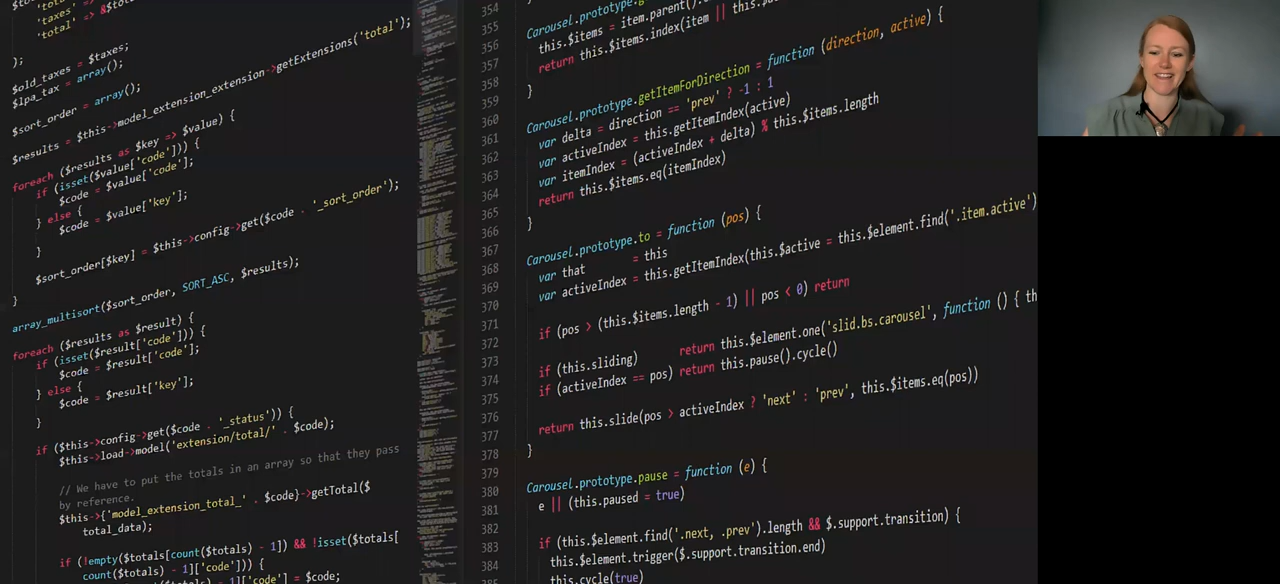 'total' => &$tot
);
$old_taxes = $taxes;
$lpa_tax = array();
$sort_order = array();
$results = $this->model_extension_extension->getExtensions('total');
foreach ($results as $key => $value) {
if (isset($value['code'])) {
$code = $value['code'];
} else {
$code = $value['key'];
}
$sort_order[$key] = $this->config->get($code . '_sort_order');
}
array_multisort($sort_order, SORT_ASC, $results);
foreach ($results as $result) {
if (isset($result['code'])) {
$code = $result['code'];
} else {
$code = $result['key'];
}
if ($this->config->get($code . '_status')) {
$this->load->model('extension/total/' . $code);
// We have to put the totals in an array so that they pass
by reference.
$this->{'model_extension_total_' . $code}->getTotal($
total_data);
if (!empty($totals[count($totals) - 1]) && !isset($totals[
count($totals) - 1]['code'])) {
- 1]['code'] = $code;
354
355 Carousel.prototype.
356 this.$items = item.parent().
357 return this.$items.index(item || this.$
358 }
359
360 Carousel.prototype.getItemForDirection = function (direction, active) {
361 var delta = direction == 'prev' ? -1 : 1
362 var activeIndex = this.getItemIndex(active)
363 var itemIndex = (activeIndex + delta) % this.$items.length
364 return this.$items.eq(itemIndex)
365 }
366
367 Carousel.prototype.to = function (pos) {
368 var that = this
369 var activeIndex = this.getItemIndex(this.$active = this.$element.find('.item.active')
370
371 if (pos > (this.$items.length - 1) || pos < 0) return
372
373 if (this.sliding) return this.$element.one('slid.bs.carousel', function () { th
374 if (activeIndex == pos) return this.pause().cycle()
375
376 return this.slide(pos > activeIndex ? 'next' : 'prev', this.$items.eq(pos))
377
378 }
379
380 Carousel.prototype.pause = function (e) {
381 e || (this.paused = true)
382
383 if (this.$element.find('.next, .prev').length && $.support.transition) {
384 this.$element.trigger($.support.transition.end)
385 this.cycle(true)